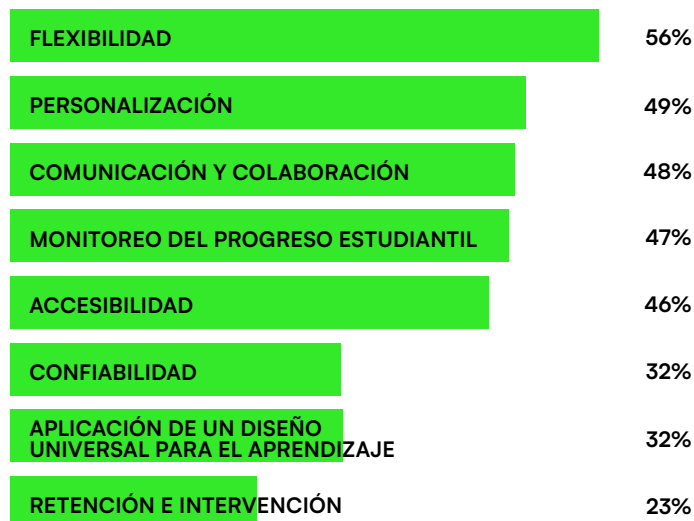 FLEXIBILIDAD 56%
PERSONALIZACIÓN 49%
COMUNICACIÓN Y COLABORACIÓN 48%
MONITOREO DEL PROGRESO ESTUDIANTIL 47%
ACCESIBILIDAD 46%
CONFIABILIDAD 32%
APLICACIÓN DE UN DISEÑO
UNIVERSAL PARA EL APRENDIZAJE 32%
RETENCIÓN E INTERVENCIÓN 23%